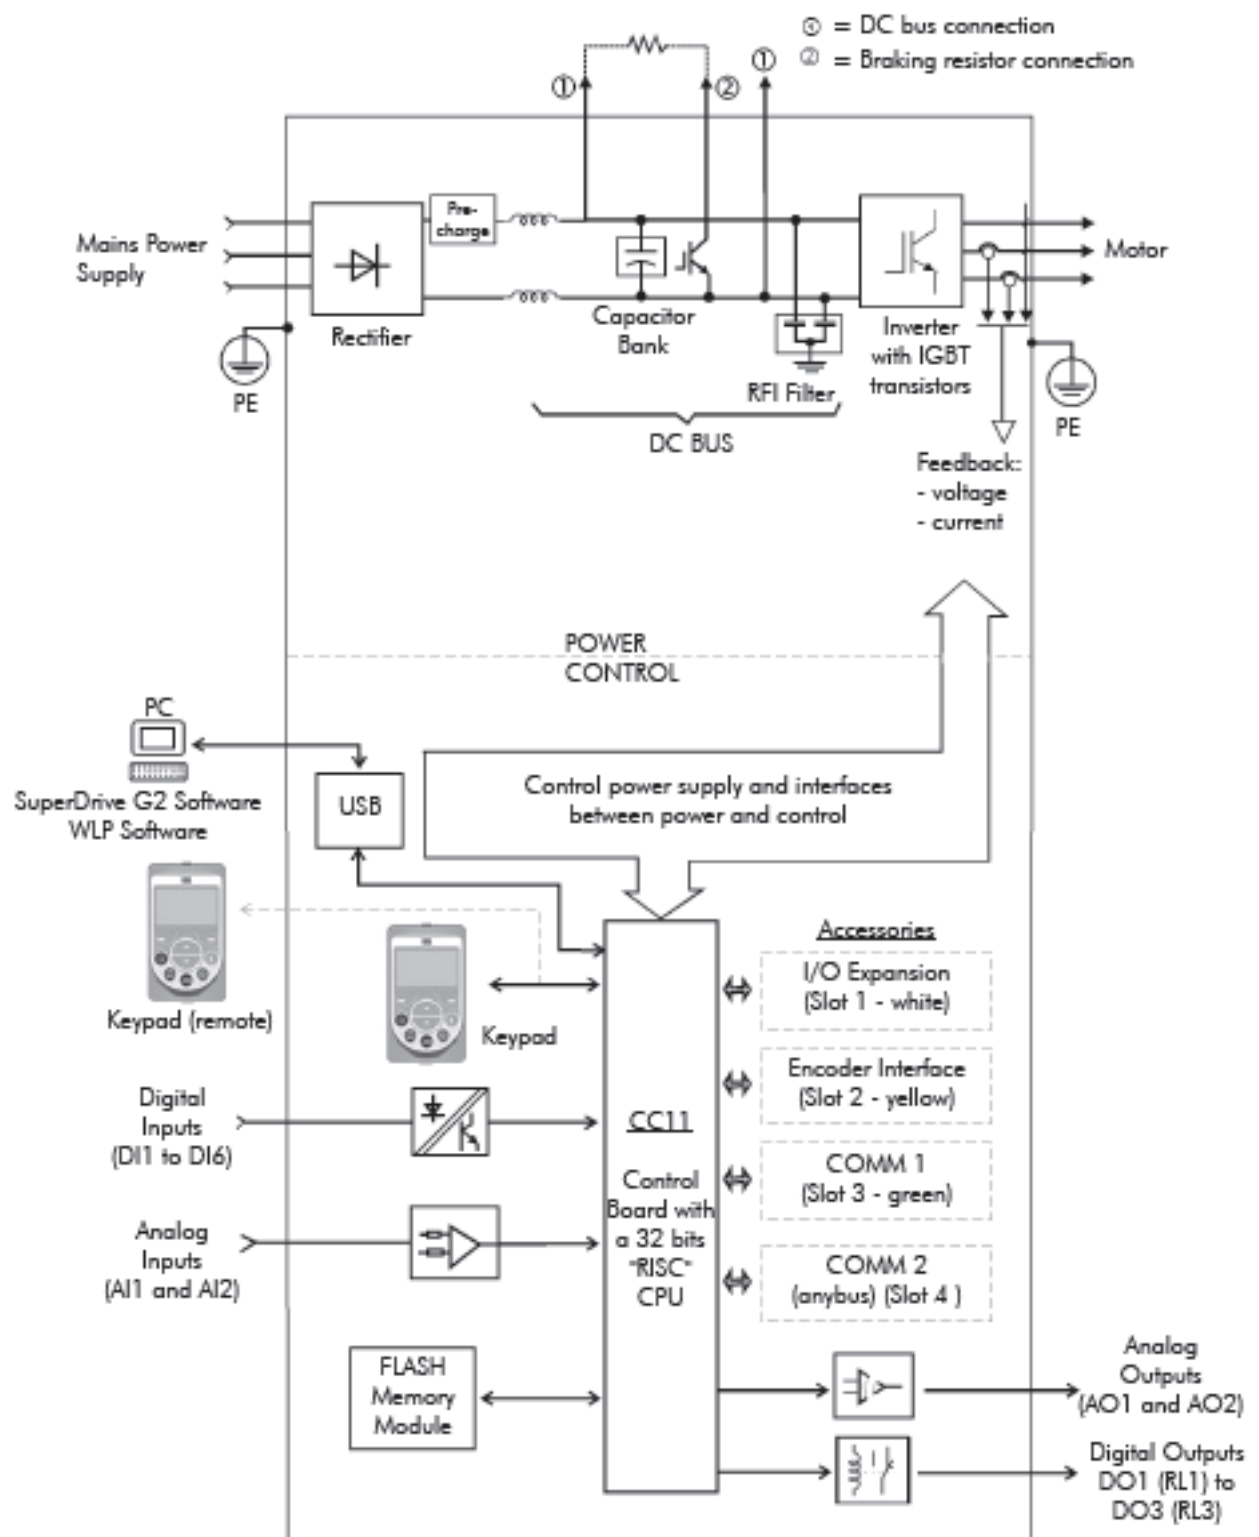 ① = DC bus connection
② = Braking resistor connection
①
②
①
Pre-
charge
Mains Power
Supply
Motor
Rectifier
Capacitor
Bank
Inverter
with IGBT
transistors
PE
RFI Filter
PE
DC BUS
Feedback:
- voltage
- current
POWER
CONTROL
PC
SuperDrive G2 Software
WLP Software
USB
Control power supply and interfaces
between power and control
Keypad (remote)
Keypad
Accessories
I/O Expansion
(Slot 1 - white)
Encoder Interface
(Slot 2 - yellow)
COMM 1
(Slot 3 - green)
COMM 2
(anybus) (Slot 4 )
Digital
Inputs
(DI1 to DI6)
CC11
Control
Board with
a 32 bits
"RISC"
CPU
Analog
Inputs
(AI1 and AI2)
FLASH
Memory
Module
Analog
Outputs
(AO1 and AO2)
Digital Outputs
DO1 (RL1) to
DO3 (RL3)